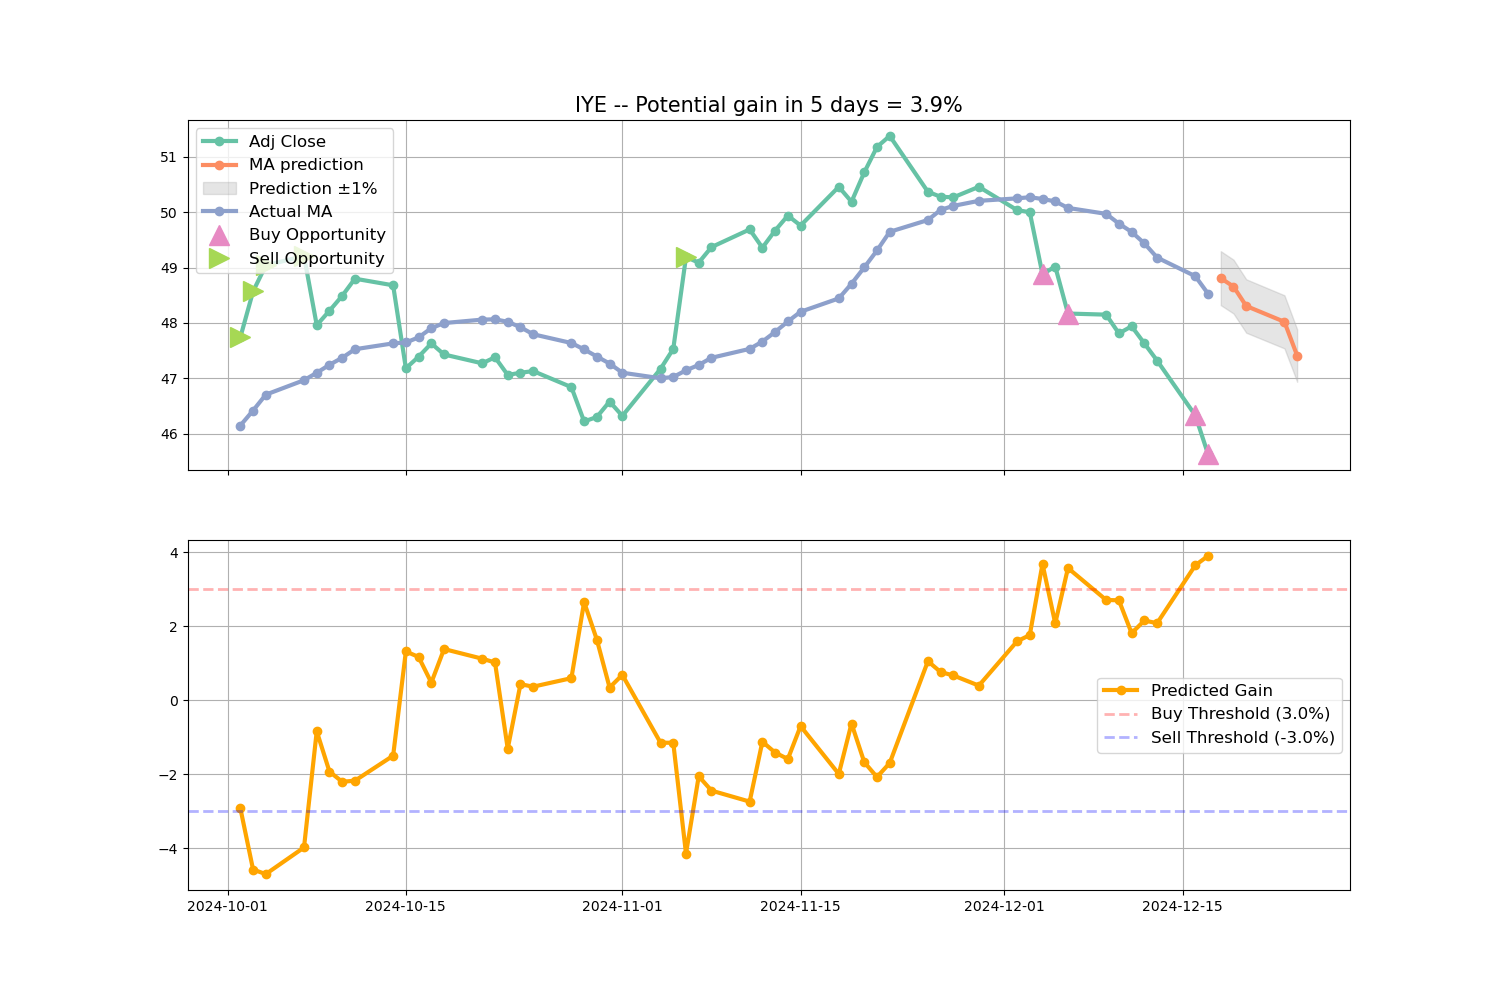 IYE -- Potential gain in 5 days = 3.9%
Adj Close
MA prediction
Prediction ±1%
Actual MA
Buy Opportunity
Sell Opportunity
51
50
49
48
47
46
4
2
0
−2
−4
Predicted Gain
Buy Threshold (3.0%)
Sell Threshold (-3.0%)
2024-10-01
2024-10-15
2024-11-01
2024-11-15
2024-12-01
2024-12-15